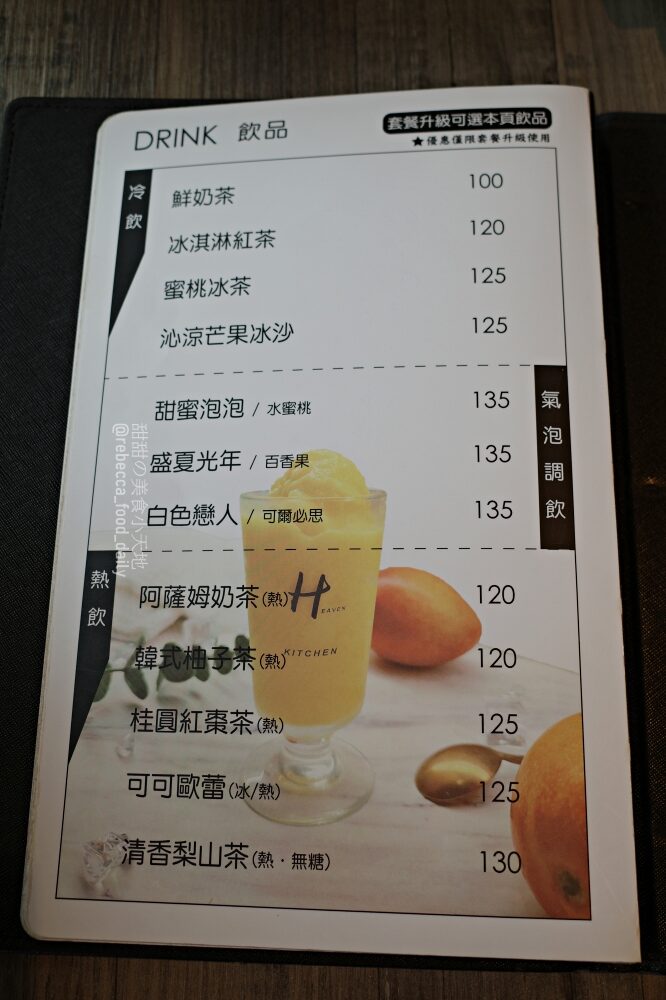 DRINK 飲品
套餐升級可選本頁飲品
★優惠僅限套餐升級使用
冷飲
鮮奶茶 100
冰淇淋紅茶 120
蜜桃冰茶 125
沁涼芒果冰沙 125
氣泡調飲
甜蜜泡泡 / 水蜜桃 135
盛夏光年 / 百香果 135
白色戀人 / 可爾必思 135
熱飲
阿薩姆奶茶(熱) 120
韓式柚子茶(熱) 120
桂圓紅棗茶(熱) 125
可可歐蕾(冰/熱) 125
清香梨山茶(熱・無糖) 130
HEAVEN
KITCHEN
甜甜の美食小天地
@rebecca_food_daily